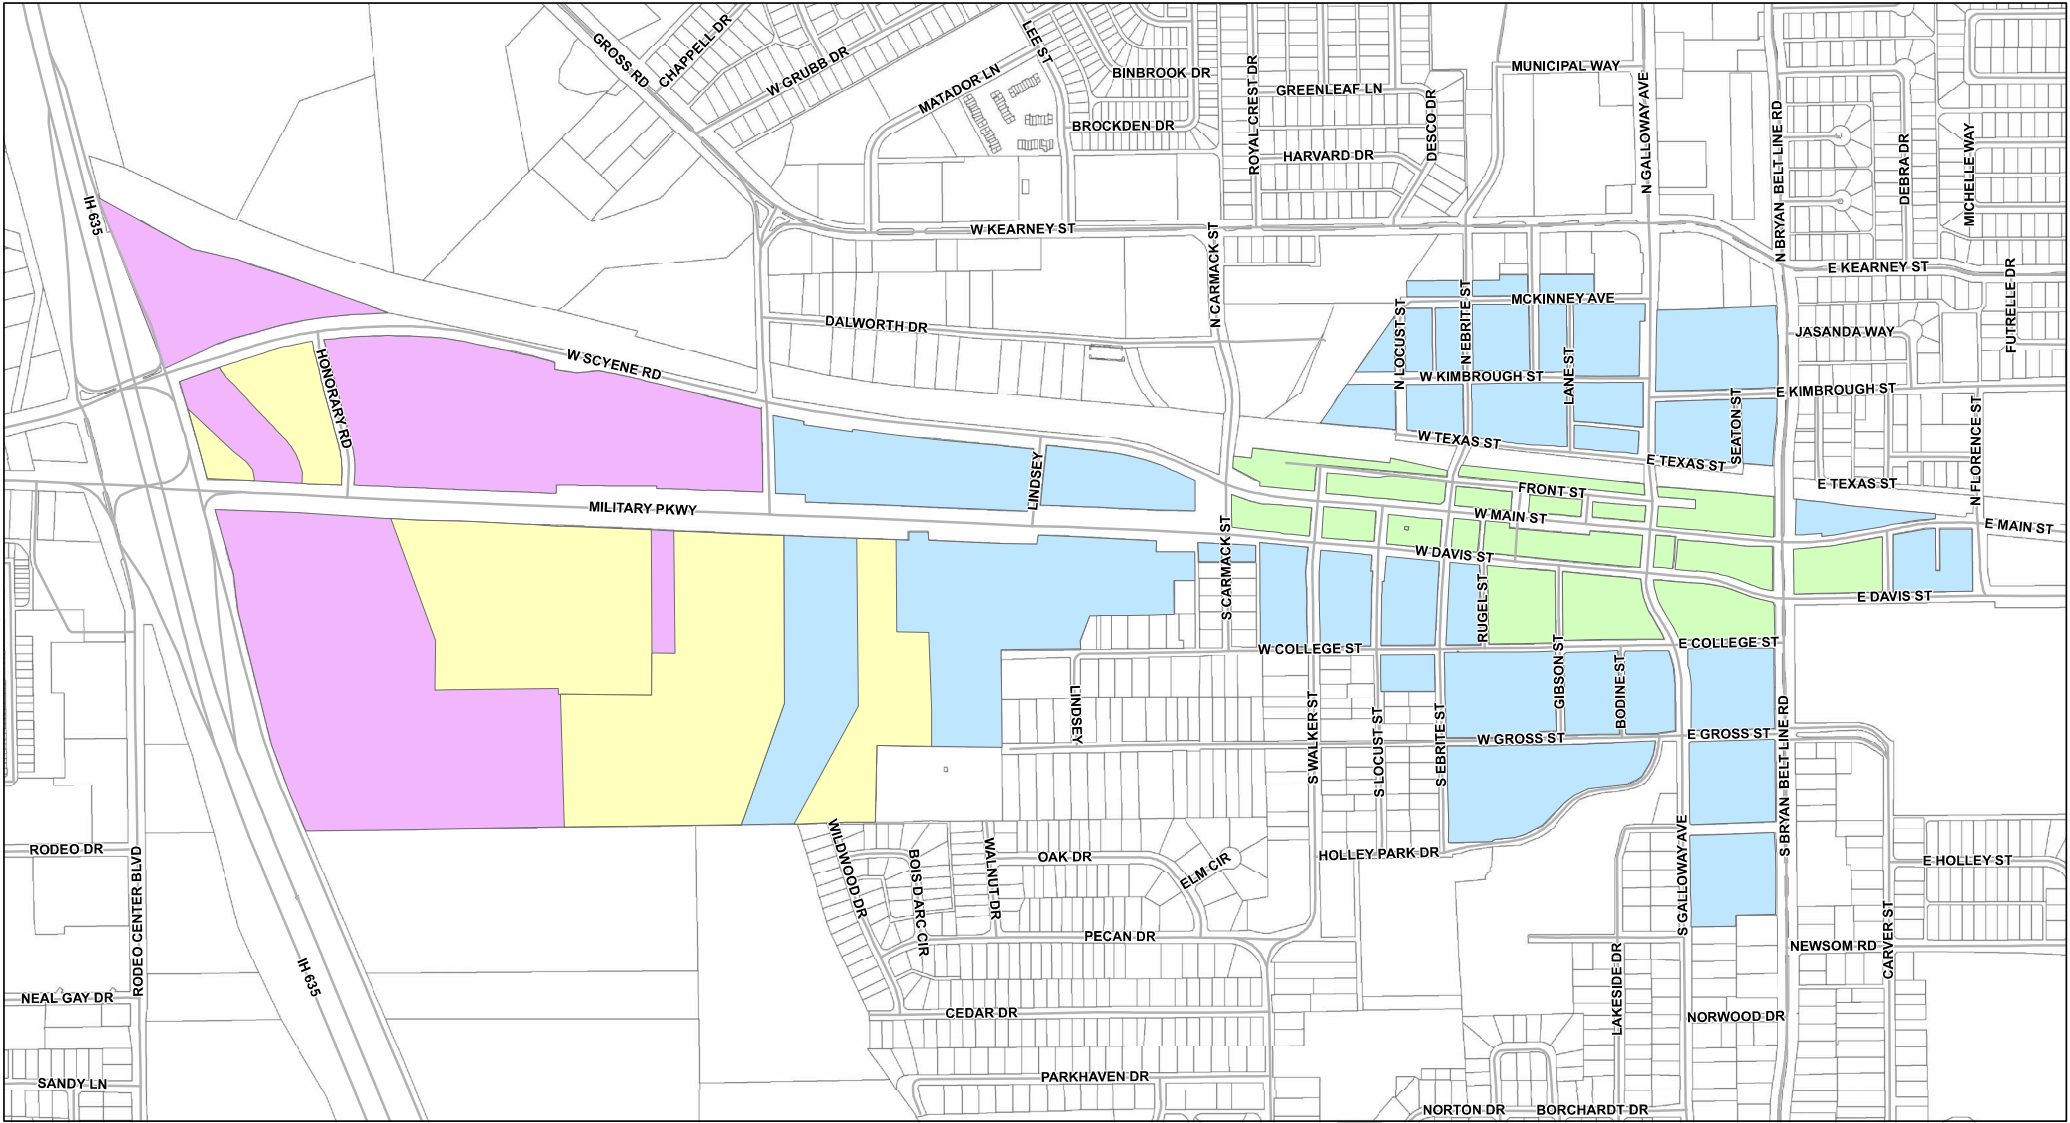 GROSS RD
CHAPPELL DR
W GRUBB DR
LEE ST
MATADOR LN
BINBROOK DR
BROCKDEN DR
ROYAL CREST DR
GREENLEAF LN
HARVARD DR
DESCO DR
MUNICIPAL WAY
N GALLOWAY AVE
N BRYAN BELT LINE RD
DEBRA DR
MICHELLE WAY
IH 635
W KEARNEY ST
N CARMACK ST
E KEARNEY ST
FUTRELLE DR
DALWORTH DR
N LOCUST ST
N EBRITE ST
MCKINNEY AVE
LANE ST
JASANDA WAY
HONORARY RD
W SCYENE RD
W KIMBROUGH ST
E KIMBROUGH ST
SEATON ST
N FLORENCE ST
W TEXAS ST
E TEXAS ST
E TEXAS ST
LINDSEY
MILITARY PKWY
FRONT ST
W MAIN ST
E MAIN ST
S CARMACK ST
W DAVIS ST
RUGEL ST
E DAVIS ST
W COLLEGE ST
GIBSON ST
BODINE ST
E COLLEGE ST
LINDSEY
S WALKER ST
S LOCUST ST
S EBRITE ST
W GROSS ST
E GROSS ST
S BRYAN BELT LINE RD
RODEO DR
RODEO CENTER BLVD
WILDWOOD DR
BOIS D ARC CIR
WALNUT DR
OAK DR
ELM CIR
HOLLEY PARK DR
S GALLOWAY AVE
E HOLLEY ST
CARVER ST
PECAN DR
NEWSOM RD
IH 635
NEAL GAY DR
CEDAR DR
LAKESIDE DR
NORWOOD DR
SANDY LN
PARKHAVEN DR
NORTON DR
BORCHARDT DR